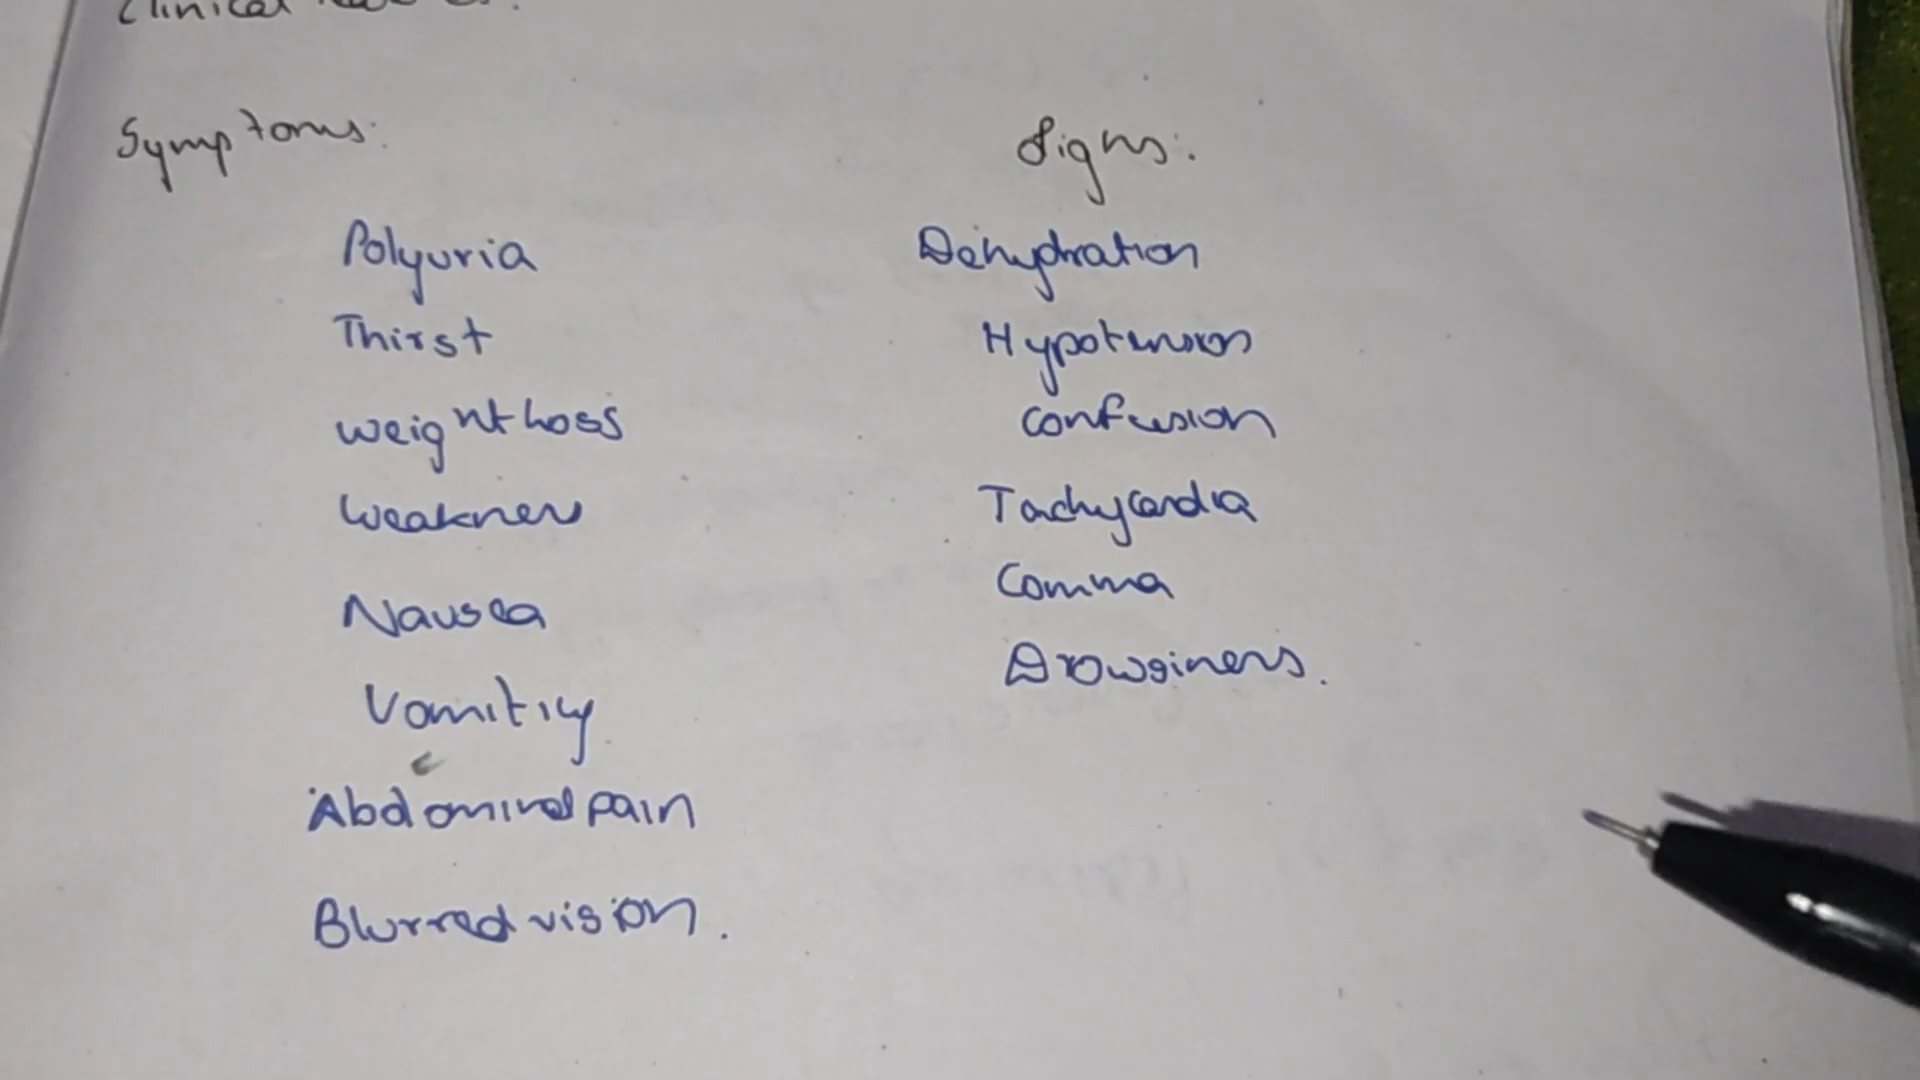 Clinical
Symptoms:
Polyuria
Thirst
weight loss
Weakness
Nausea
Vomiting
Abdominal pain
Blurred vision.
Signs:
Dehydration
Hypotension
confusion
Tachycardia
Comma
Drowsiness.